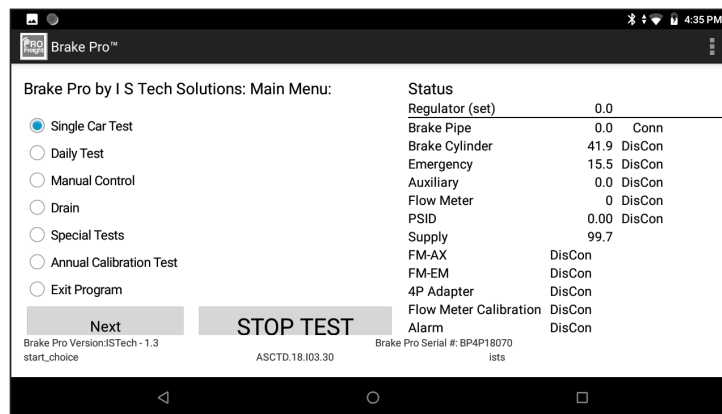 4:35 PM
PRO
Freight
Brake Pro™
Brake Pro by I S Tech Solutions: Main Menu:
Single Car Test
Daily Test
Manual Control
Drain
Special Tests
Annual Calibration Test
Exit Program
Next
STOP TEST
Status
Regulator (set) 0.0
Brake Pipe 0.0 Conn
Brake Cylinder 41.9 DisCon
Emergency 15.5 DisCon
Auxiliary 0.0 DisCon
Flow Meter 0 DisCon
PSID 0.00 DisCon
Supply 99.7
FM-AX DisCon
FM-EM DisCon
4P Adapter DisCon
Flow Meter Calibration DisCon
Alarm DisCon
Brake Pro Version:ISTech - 1.3
Brake Pro Serial #: BP4P18070
start_choice
ASCTD.18.I03.30
ists